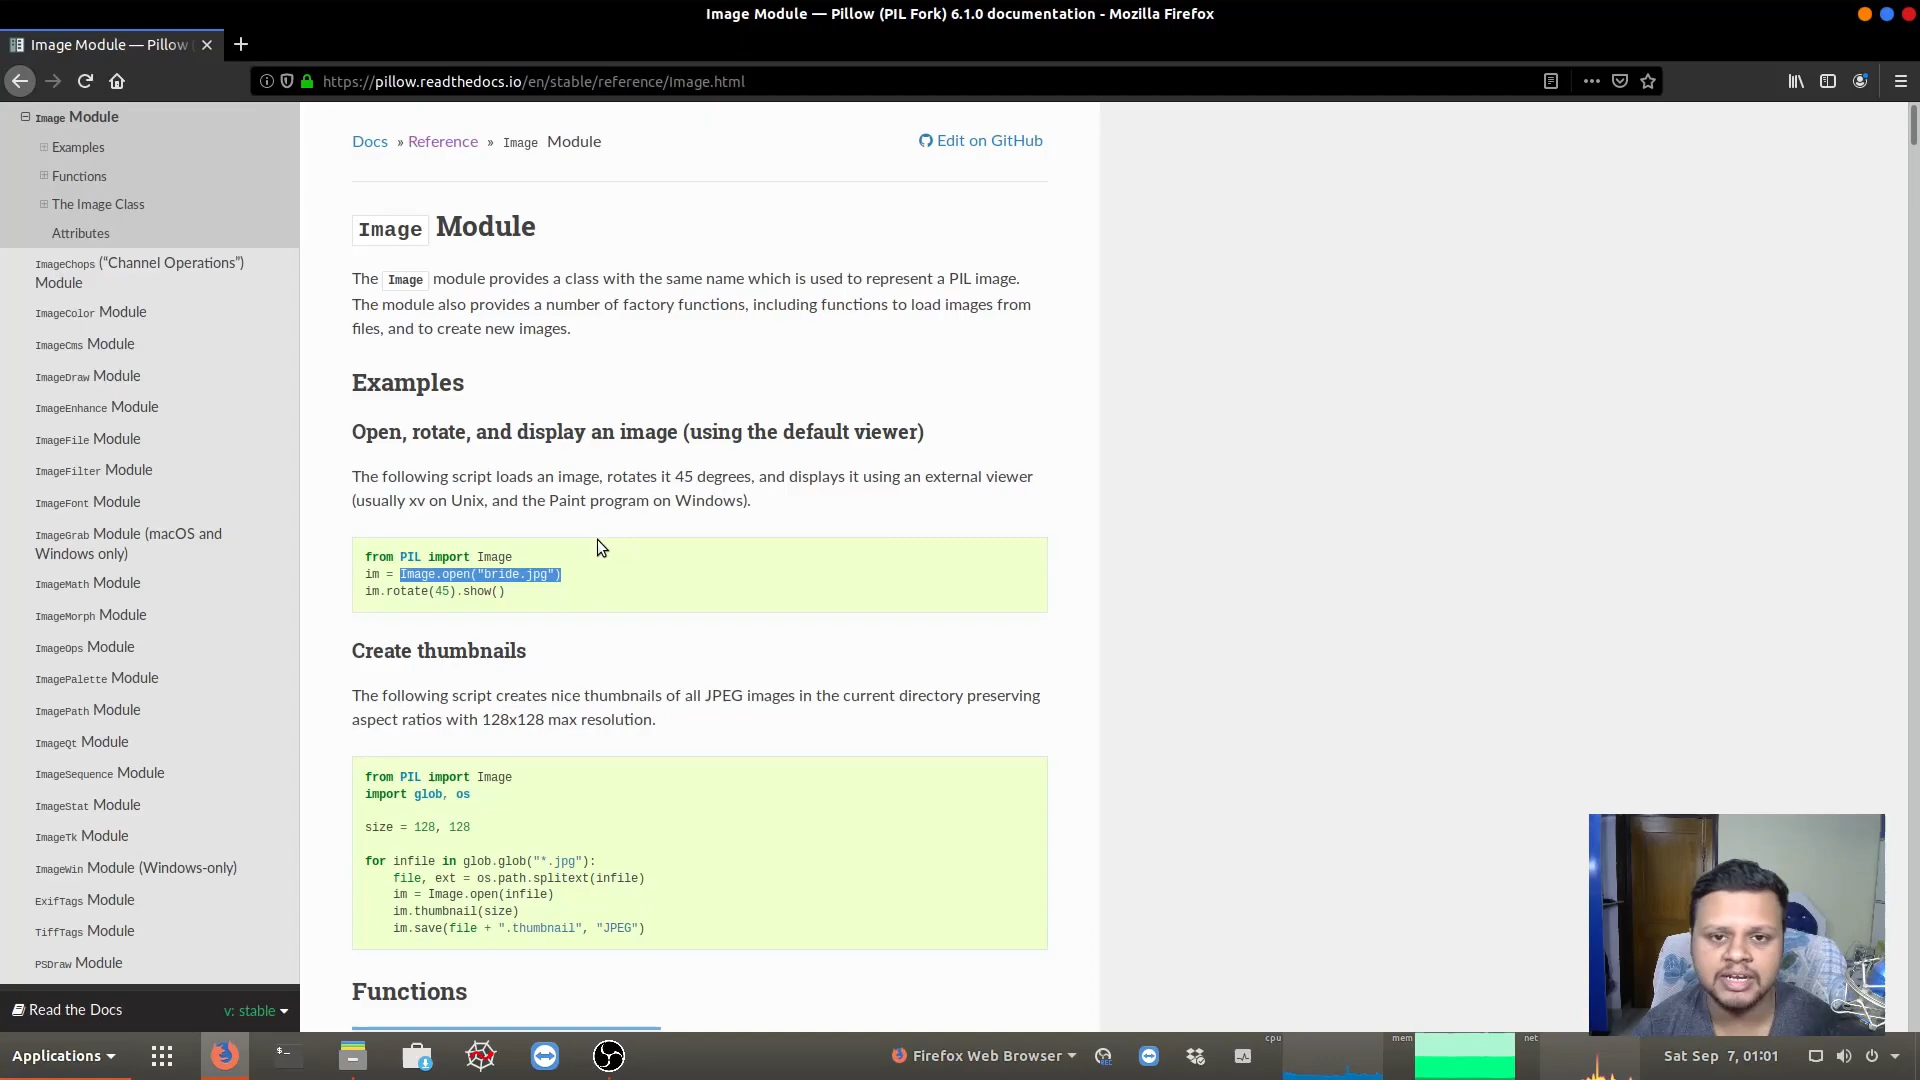 Image Module — Pillow (PIL Fork) 6.1.0 documentation - Mozilla Firefox
Image Module — Pillow
https://pillow.readthedocs.io/en/stable/reference/Image.html
Image Module
Examples
Functions
The Image Class
Attributes
ImageChops (“Channel Operations”)
Module
ImageColor Module
ImageCms Module
ImageDraw Module
ImageEnhance Module
ImageFile Module
ImageFilter Module
ImageFont Module
ImageGrab Module (macOS and
Windows only)
ImageMath Module
ImageMorph Module
ImageOps Module
ImagePalette Module
ImagePath Module
ImageQt Module
ImageSequence Module
ImageStat Module
ImageTk Module
ImageWin Module (Windows-only)
ExifTags Module
TiffTags Module
PSDraw Module
Read the Docs v: stable
Docs » Reference » Image Module
Edit on GitHub
Image Module
The Image module provides a class with the same name which is used to represent a PIL image.
The module also provides a number of factory functions, including functions to load images from
files, and to create new images.
Examples
Open, rotate, and display an image (using the default viewer)
The following script loads an image, rotates it 45 degrees, and displays it using an external viewer
(usually xv on Unix, and the Paint program on Windows).
from PIL import Image
im = Image.open("bride.jpg")
im.rotate(45).show()
Create thumbnails
The following script creates nice thumbnails of all JPEG images in the current directory preserving
aspect ratios with 128x128 max resolution.
from PIL import Image
import glob, os
size = 128, 128
for infile in glob.glob("*.jpg"):
    file, ext = os.path.splitext(infile)
    im = Image.open(infile)
    im.thumbnail(size)
    im.save(file + ".thumbnail", "JPEG")
Functions
Applications
Firefox Web Browser
REC
cpu
mem
net
Sat Sep 7, 01:01